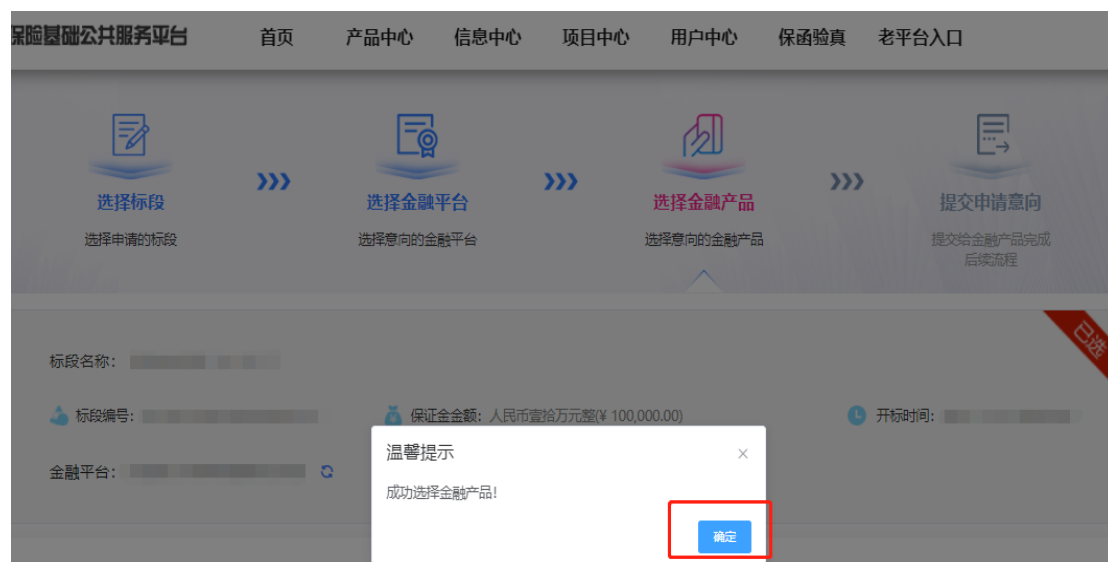 保险基础公共服务平台 首页 产品中心 信息中心 项目中心 用户中心 保函验真 老平台入口
选择标段 选择金融平台 选择金融产品 提交申请意向
选择申请的标段 选择意向的金融平台 选择意向的金融产品 提交给金融产品完成
后续流程
已选
标段名称：
标段编号： 保证金金额：人民币壹拾万元整(¥ 100,000.00) 开标时间：
金融平台：
温馨提示
成功选择金融产品!
确定